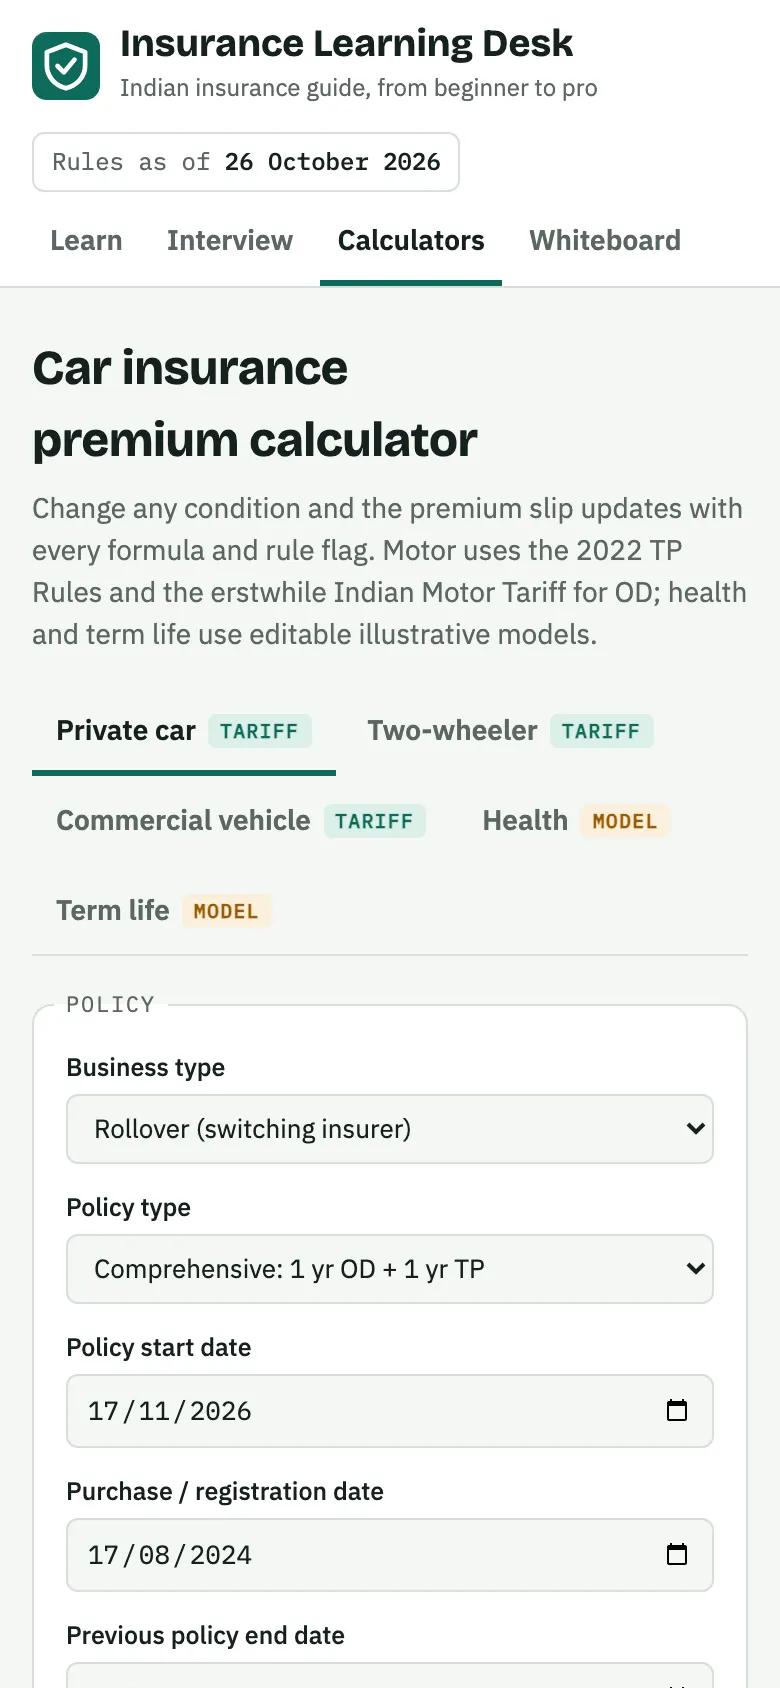 Insurance Learning Desk
Indian insurance guide, from beginner to pro
Rules as of 26 October 2026
Learn Interview Calculators Whiteboard
Car insurance
premium calculator
Change any condition and the premium slip updates with
every formula and rule flag. Motor uses the 2022 TP
Rules and the erstwhile Indian Motor Tariff for OD; health
and term life use editable illustrative models.
Private car TARIFF Two-wheeler TARIFF
Commercial vehicle TARIFF Health MODEL
Term life MODEL
POLICY
Business type
Rollover (switching insurer)
Policy type
Comprehensive: 1 yr OD + 1 yr TP
Policy start date
17/11/2026
Purchase / registration date
17/08/2024
Previous policy end date